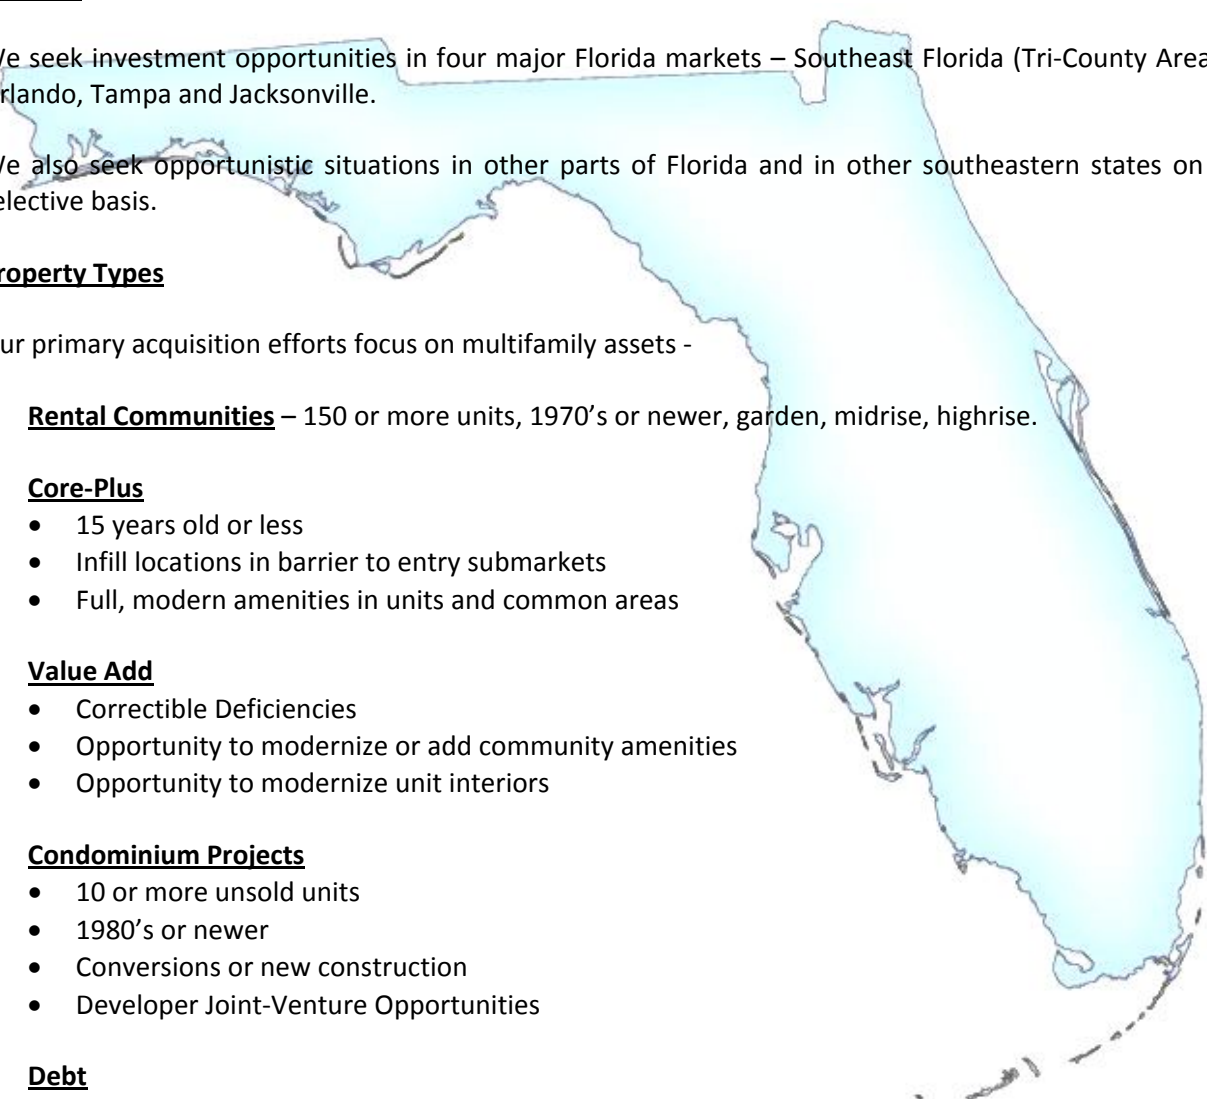 We seek investment opportunities in four major Florida markets – Southeast Florida (Tri-County Area
rlando, Tampa and Jacksonville.
We also seek opportunistic situations in other parts of Florida and in other southeastern states on
elective basis.
roperty Types
ur primary acquisition efforts focus on multifamily assets -
Rental Communities – 150 or more units, 1970’s or newer, garden, midrise, highrise.
Core-Plus
• 15 years old or less
• Infill locations in barrier to entry submarkets
• Full, modern amenities in units and common areas
Value Add
• Correctible Deficiencies
• Opportunity to modernize or add community amenities
• Opportunity to modernize unit interiors
Condominium Projects
• 10 or more unsold units
• 1980’s or newer
• Conversions or new construction
• Developer Joint-Venture Opportunities
Debt